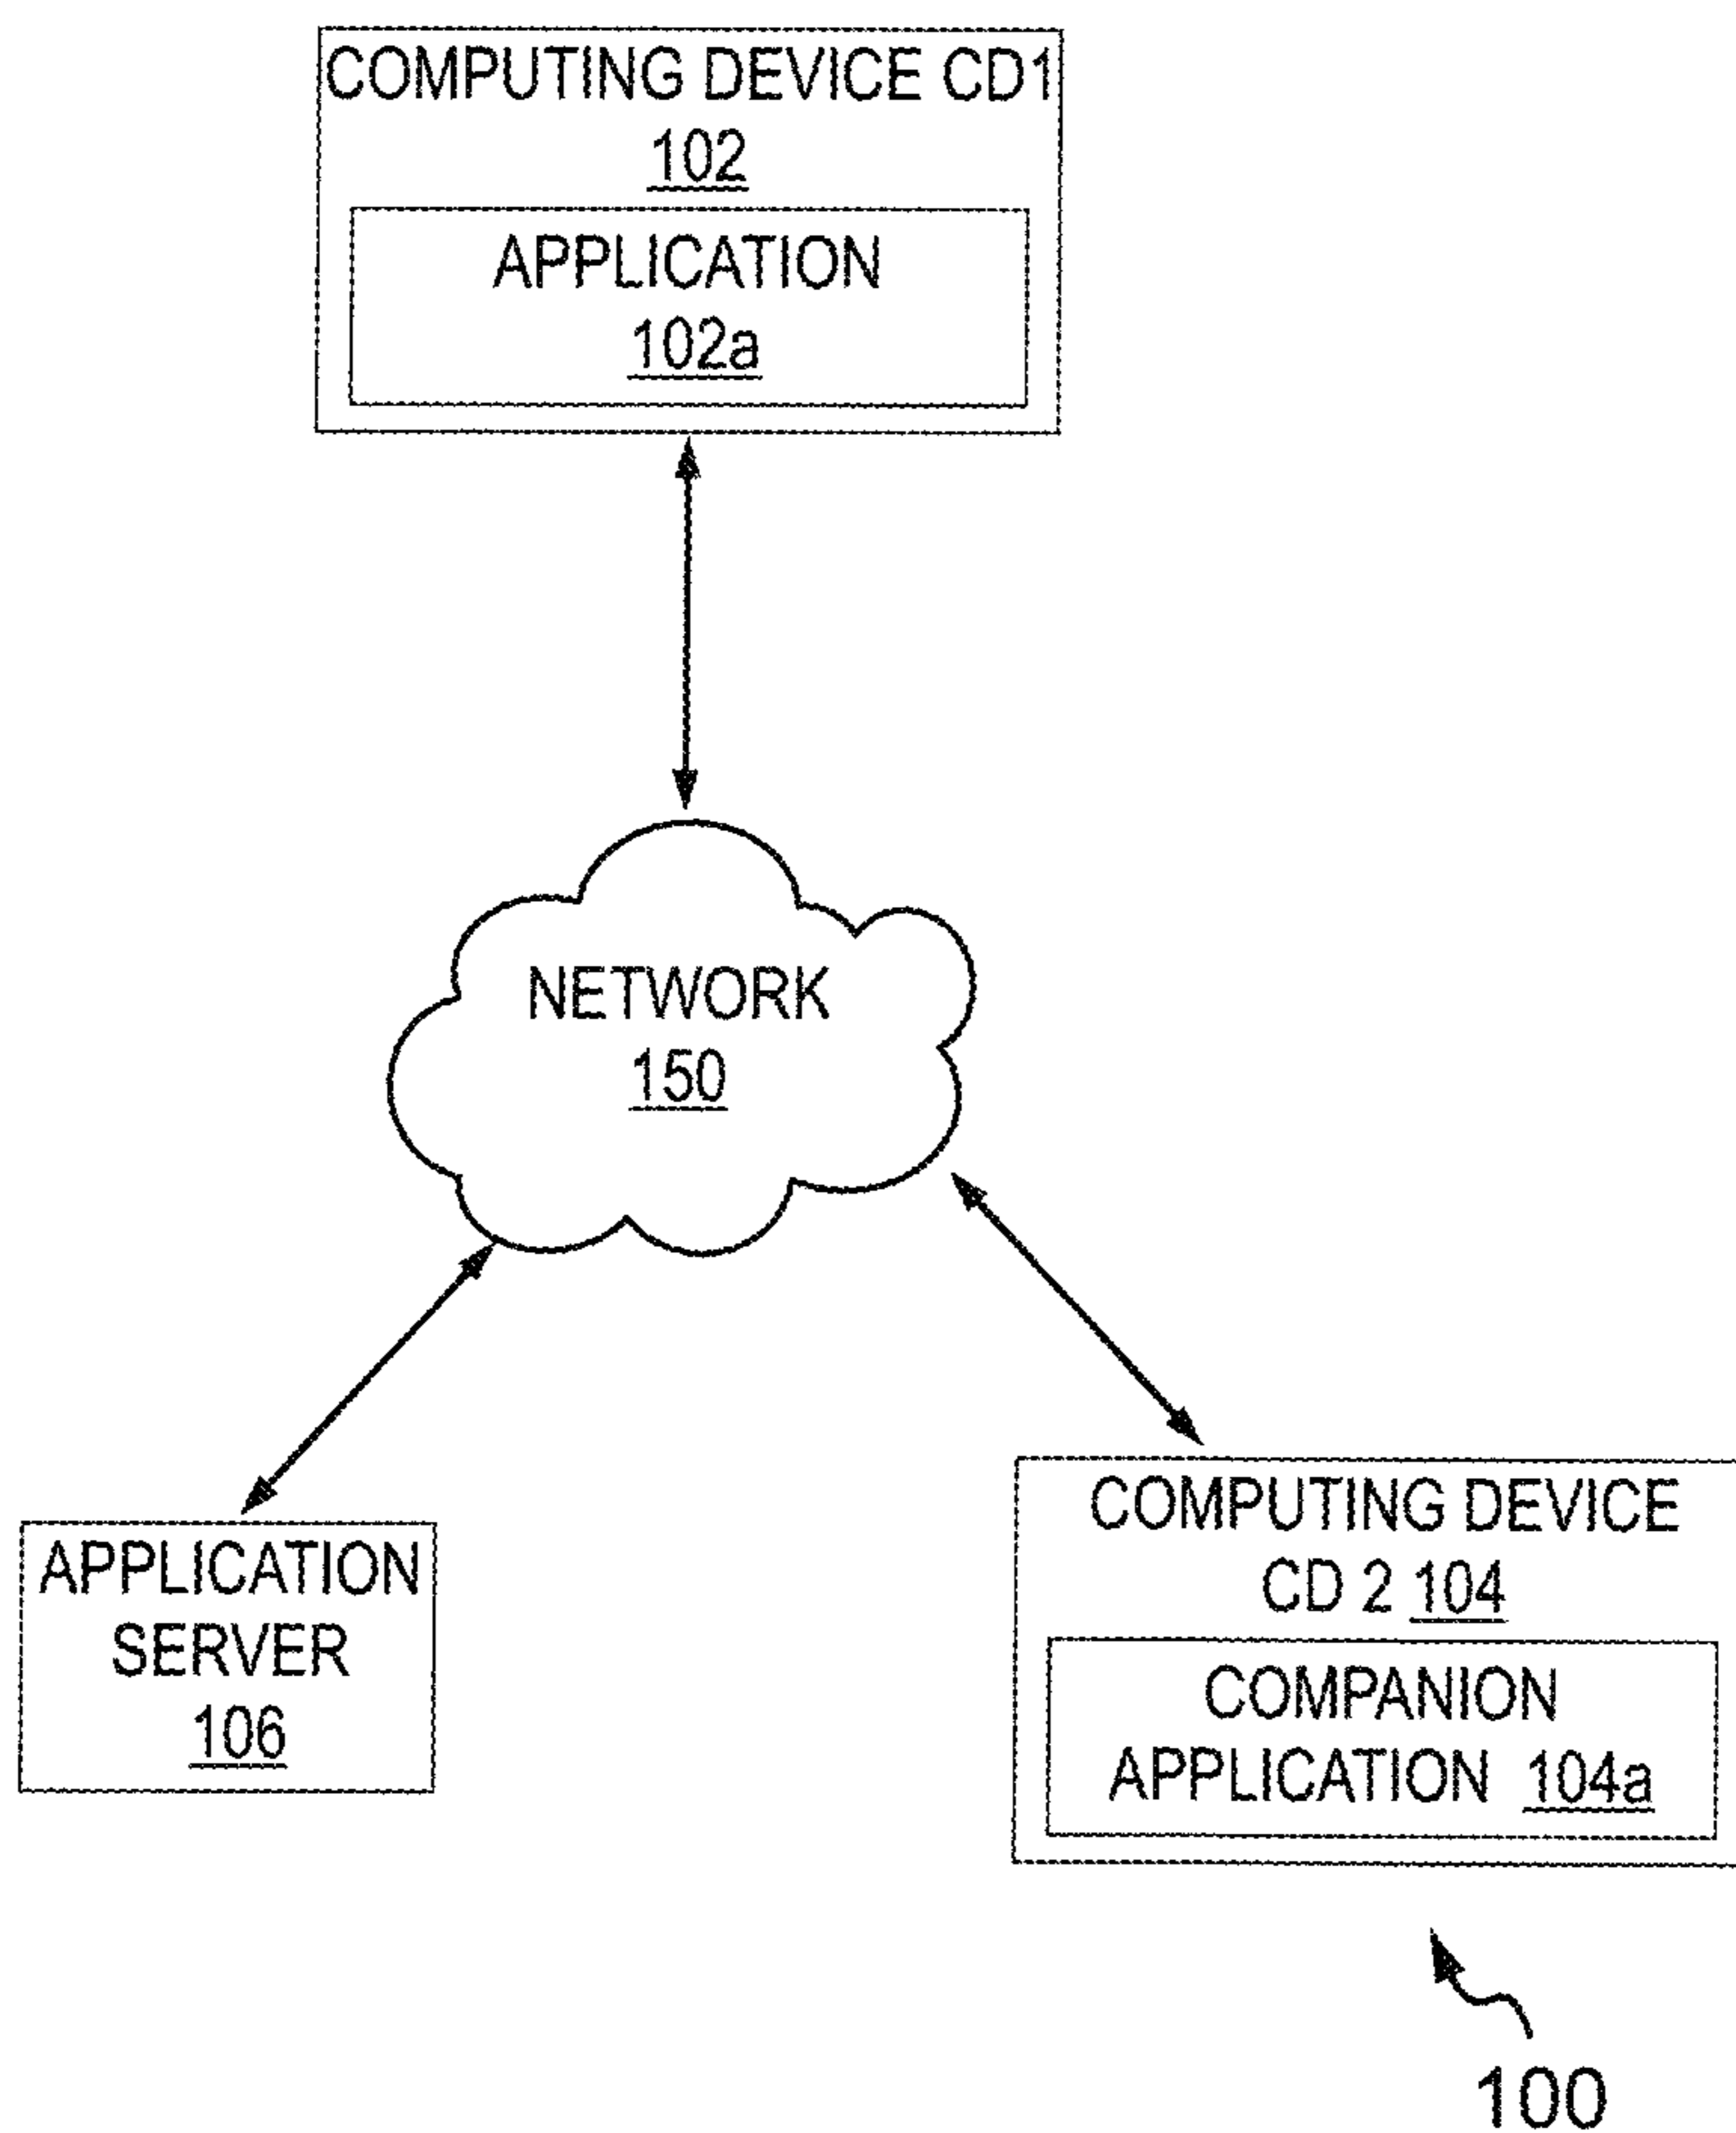 COMPUTING DEVICE CD1
102
APPLICATION
102a
NETWORK
150
APPLICATION
SERVER
106
COMPUTING DEVICE
CD 2 104
COMPANION
APPLICATION 104a
100